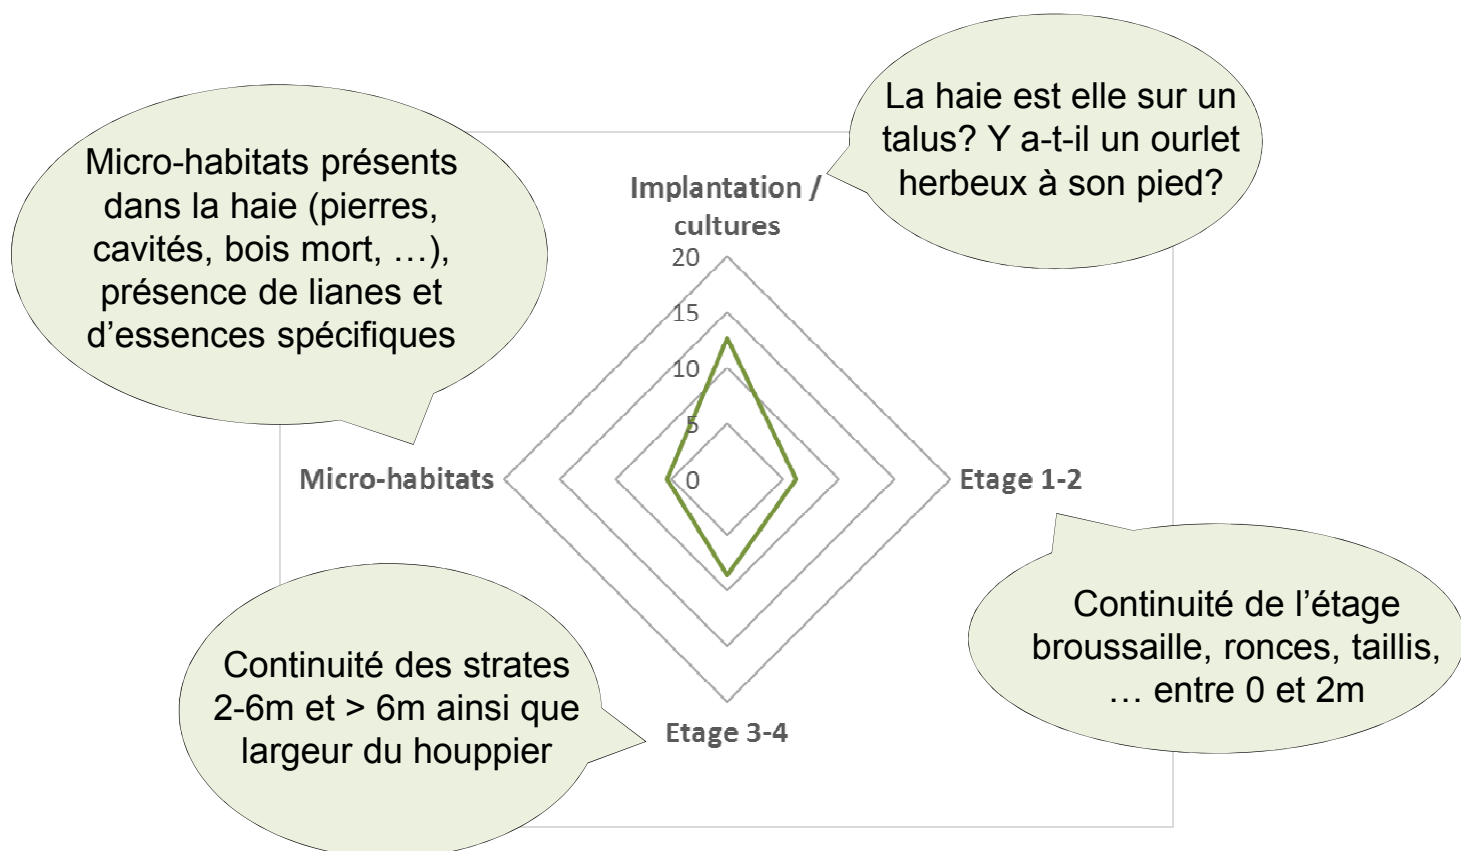 La haie est elle sur un
talus? Y a-t-il un ourlet
herbeux à son pied?
Micro-habitats présents
dans la haie (pierres,
cavités, bois mort, …),
présence de lianes et
d’essences spécifiques
Implantation /
cultures
20
15
10
5
0
Micro-habitats
Etage 1-2
Etage 3-4
Continuité des strates
2-6m et > 6m ainsi que
largeur du houppier
Continuité de l’étage
broussaille, ronces, taillis,
… entre 0 et 2m